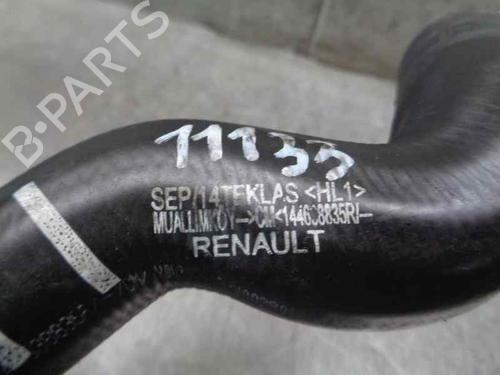 B-PARTS
11133
SEP/14TEKLAS <HL1>
MUALLIMKOY->CM<144608835R/-
RENAULT